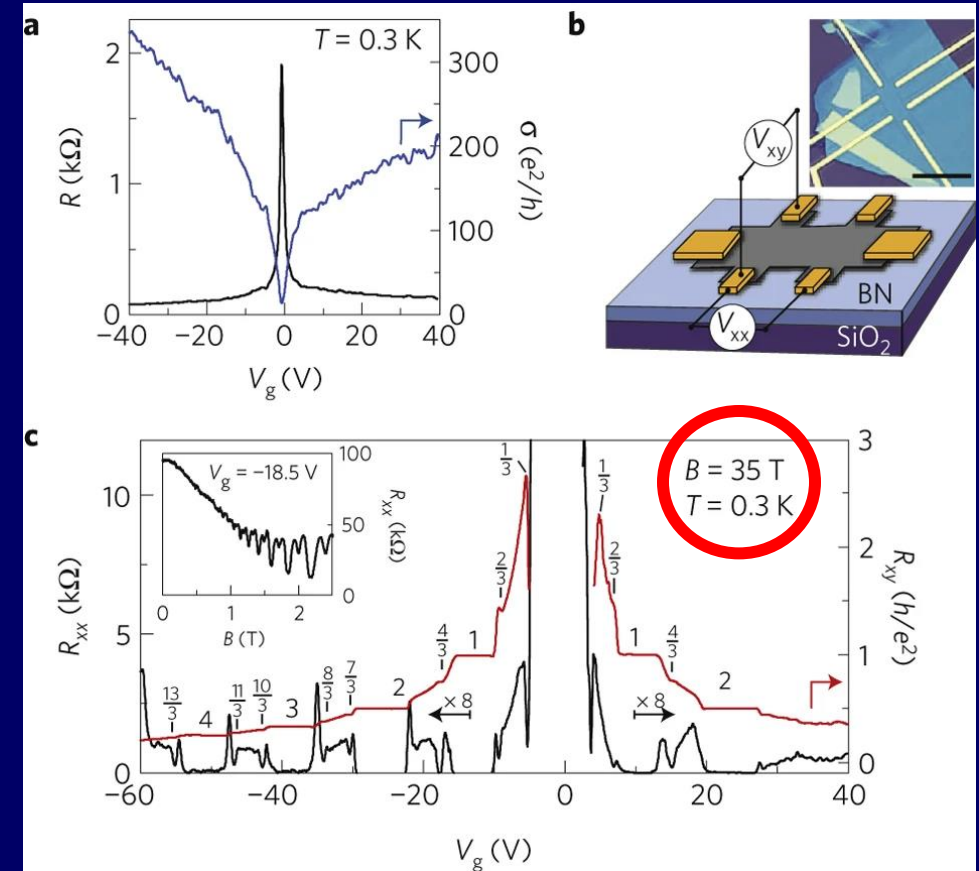 a
T = 0.3 K
R (kΩ)
2
1
0
300
200
100
0
σ (e²/h)
−40 −20 0 20 40
V_g (V)
b
V_xy
V_xx
BN
SiO₂
c
B = 35 T
T = 0.3 K
V_g = −18.5 V
100
50
0
R_xx (kΩ)
0 1 2
B (T)
R_xx (kΩ)
10
5
0
3
2
1
0
R_xy (h/e²)
1/3
2/3
4/3
1
2
7/3
8/3
3
10/3
11/3
4
13/3
×8
1/3
2/3
1
4/3
2
×8
−60 −40 −20 0 20 40
V_g (V)